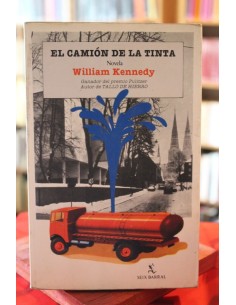 EL CAMIÓN DE LA TINTA
Novela
William Kennedy
Ganador del premio Pulitzer
Autor de TALLO DE HIERRO
SEIX BARRAL